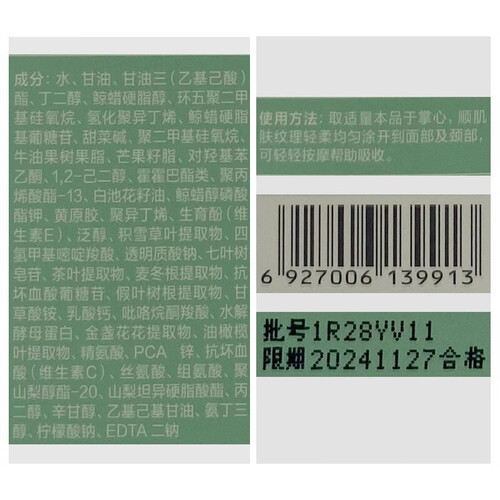 成分：水、甘油、甘油三（乙基己酸）
酯、丁二醇、鲸蜡硬脂醇、环五聚二甲
基硅氧烷、氢化聚异丁烯、鲸蜡硬脂
基葡糖苷、甜菜碱、聚二甲基硅氧烷、
牛油果树果脂、芒果籽脂、对羟基苯
乙酮、1,2-己二醇、霍霍巴酯类、聚丙
烯酸酯-13、白池花籽油、鲸蜡醇磷酸
酯钾、黄原胶、聚异丁烯、生育酚（维
生素E）、泛醇、积雪草叶提取物、四
氢甲基嘧啶羧酸、透明质酸钠、七叶树
皂苷、茶叶提取物、麦冬根提取物、抗
坏血酸葡糖苷、假叶树根提取物、甘
草酸铵、乳酸钙、吡咯烷酮羧酸、水解
酵母蛋白、金盏花花提取物、油橄榄
叶提取物、精氨酸、PCA 锌、抗坏血
酸（维生素C）、丝氨酸、组氨酸、聚
山梨醇酯-20、山梨坦异硬脂酸酯、丙
二醇、辛甘醇、乙基己基甘油、氨丁三
醇、柠檬酸钠、EDTA 二钠
使用方法：取适量本品于掌心，顺肌
肤纹理轻柔均匀涂开到面部及颈部，
可轻轻按摩帮助吸收。
6 927006 139913
批号1R28YV11
限期20241127合格